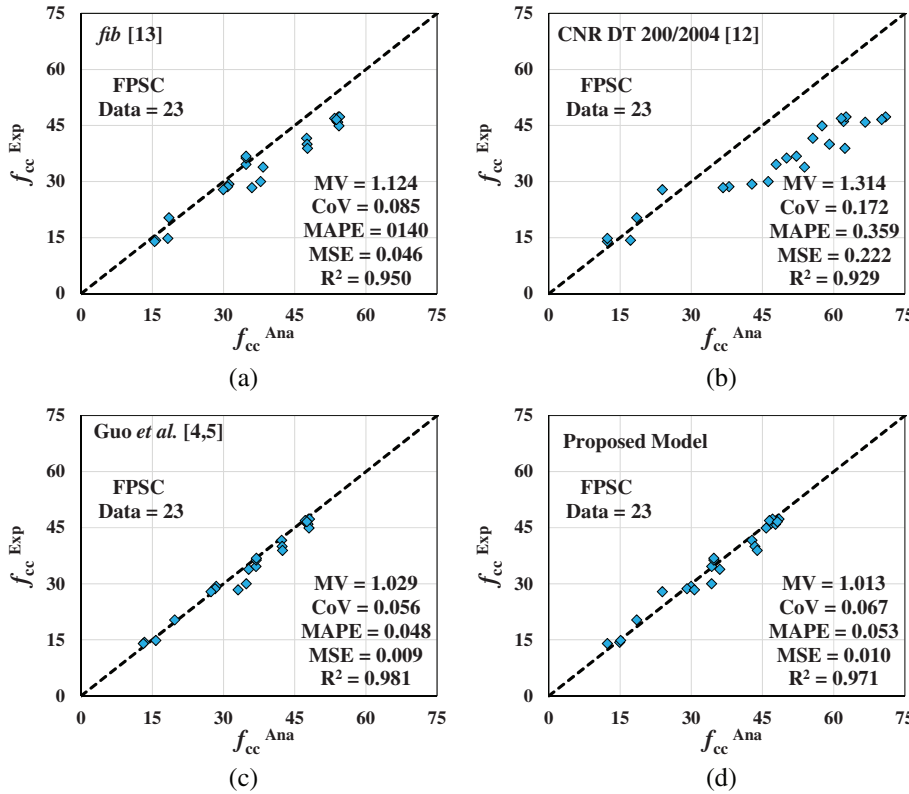 75
60
45
30
15
0
f_cc^Exp
fib [13]
FPSC
Data = 23
MV = 1.124
CoV = 0.085
MAPE = 0140
MSE = 0.046
R² = 0.950
0 15 30 45 60 75
f_cc^Ana
(a)
75
60
45
30
15
0
f_cc^Exp
CNR DT 200/2004 [12]
FPSC
Data = 23
MV = 1.314
CoV = 0.172
MAPE = 0.359
MSE = 0.222
R² = 0.929
0 15 30 45 60 75
f_cc^Ana
(b)
75
60
45
30
15
0
f_cc^Exp
Guo et al. [4,5]
FPSC
Data = 23
MV = 1.029
CoV = 0.056
MAPE = 0.048
MSE = 0.009
R² = 0.981
0 15 30 45 60 75
f_cc^Ana
(c)
75
60
45
30
15
0
f_cc^Exp
Proposed Model
FPSC
Data = 23
MV = 1.013
CoV = 0.067
MAPE = 0.053
MSE = 0.010
R² = 0.971
0 15 30 45 60 75
f_cc^Ana
(d)